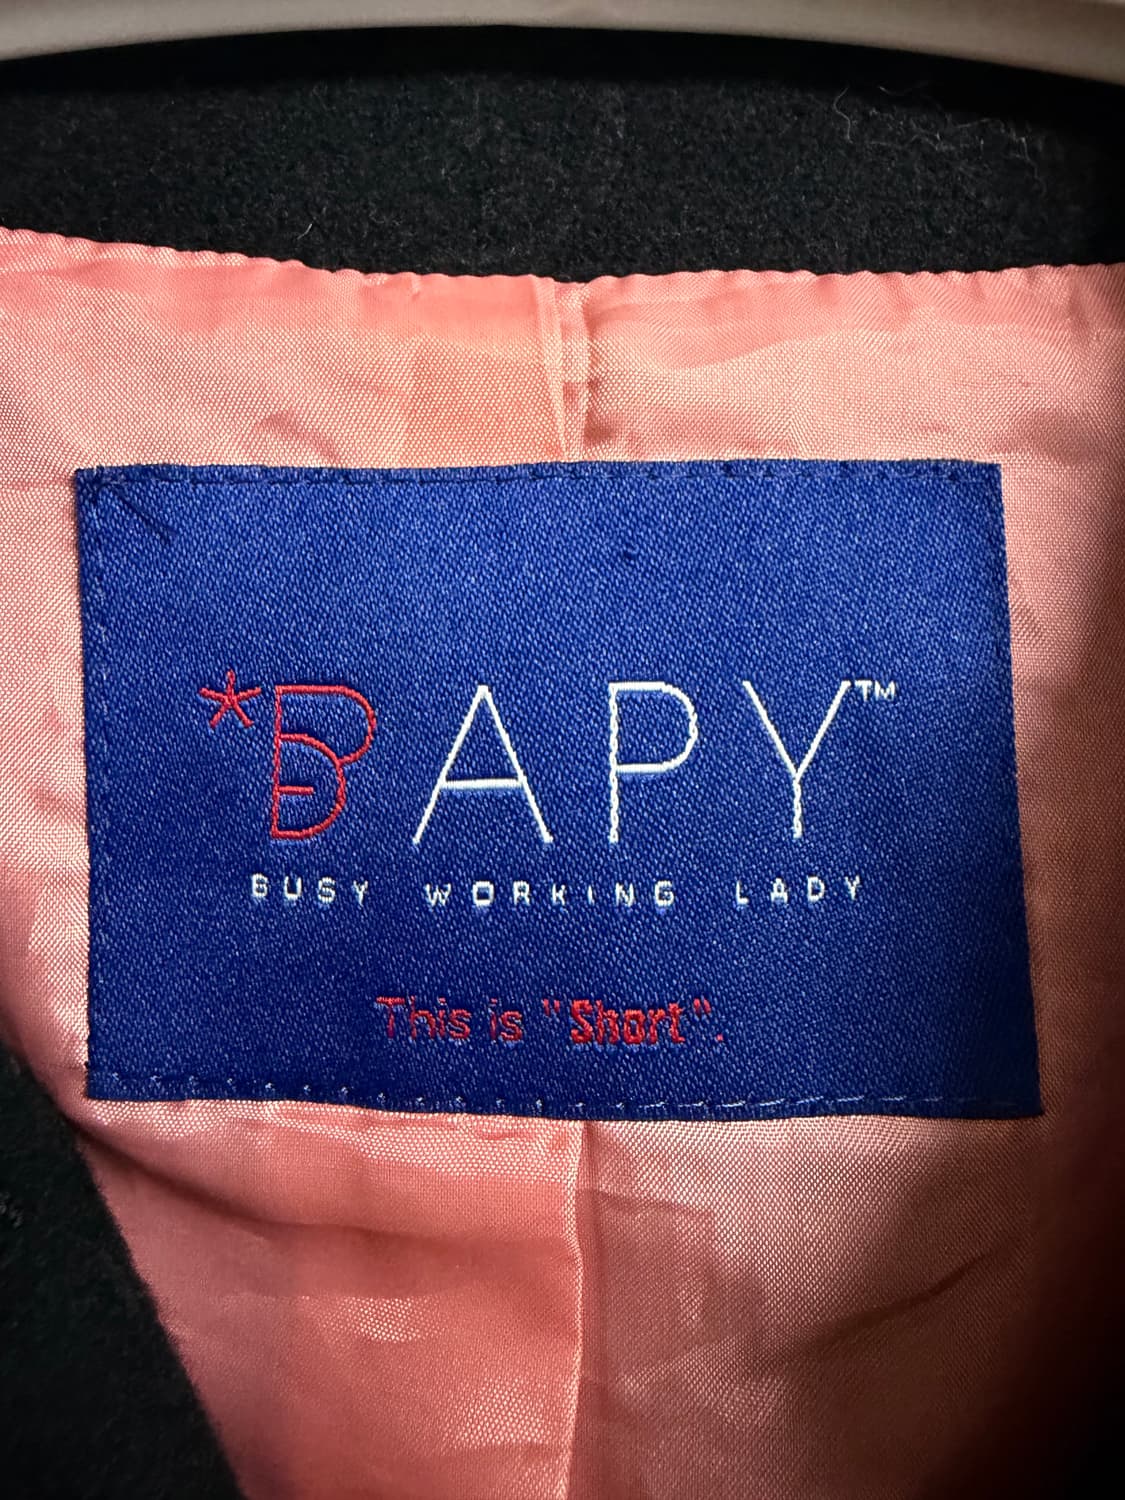 *BAPY™
BUSY WORKING LADY
This is "Short".